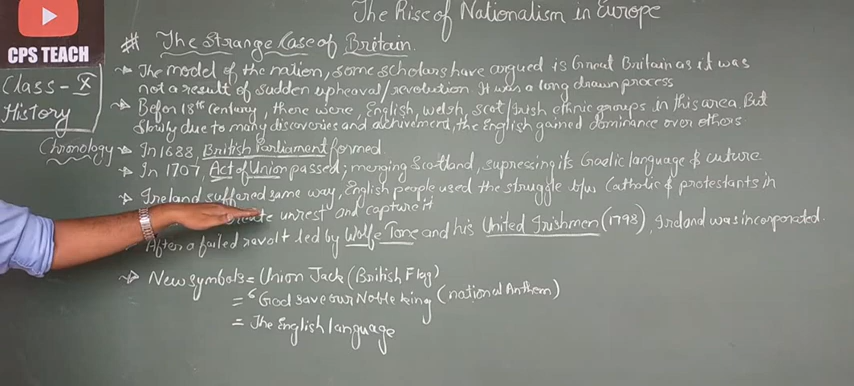 The Rise of Nationalism in Europe
CPS TEACH
Class - X
History
# The Strange Case of Britain.
The model of the nation, some scholars have argued is Great Britain as it was
not a result of sudden upheaval/revolution. It was a long drawn process
Before 18th century, there were, English, welsh, scot/Irish ethnic groups in this area. But
slowly due to many discoveries and achivement, the English gained dominance over others
Chronology → In 1688, British Parliament formed.
→ In 1707, Act of Union passed; merging Scotland, supressing its Gaelic language & cuture
→ Ireland suffered same way, English people used the struggle b/w Catholic & protestants in
unrest and capture it
After a failed revolt led by Wolfe Tone and his United Irishmen (1798), Ireland was incorporated.
→ New symbols = Union Jack (British Flag)
= "God save our Noble king (national Anthem)
= The English language